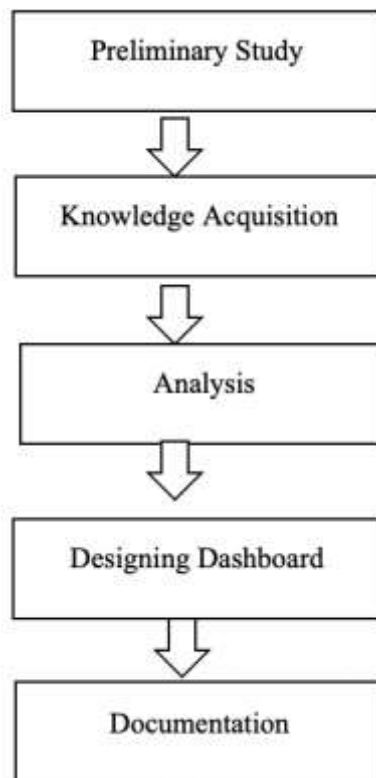 Preliminary Study
Knowledge Acquisition
Analysis
Designing Dashboard
Documentation